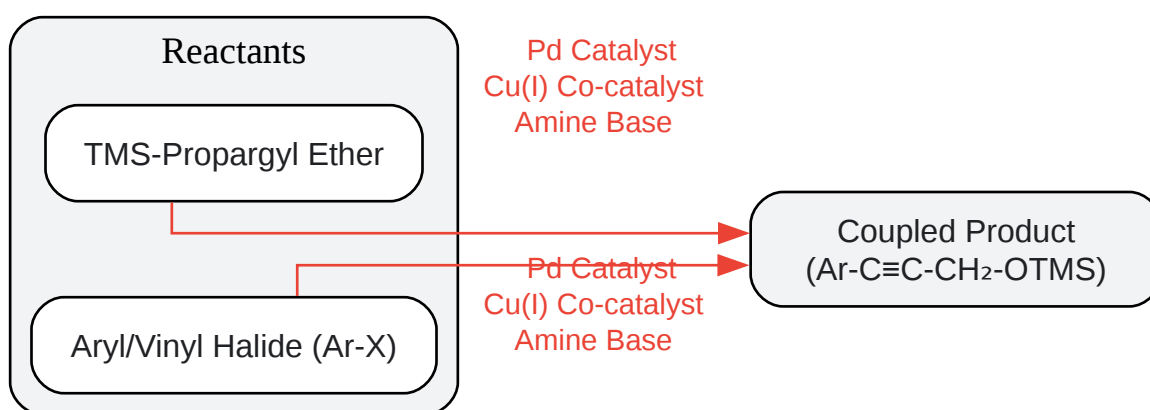 Reactants
TMS-Propargyl Ether
Aryl/Vinyl Halide (Ar-X)
Pd Catalyst
Cu(I) Co-catalyst
Amine Base
Pd Catalyst
Cu(I) Co-catalyst
Amine Base
Coupled Product
(Ar-C≡C-CH₂-OTMS)